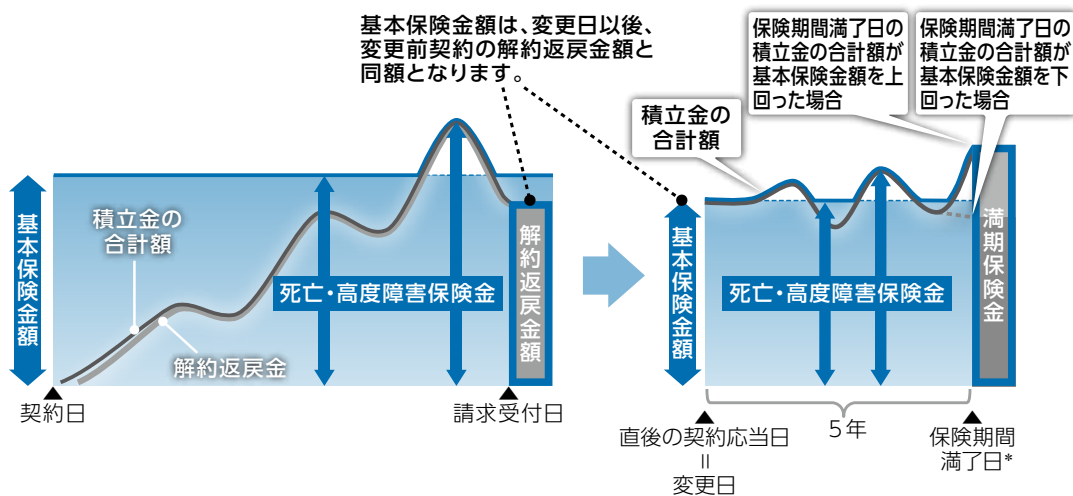 基本保険金額は、変更日以後、
変更前契約の解約返戻金額と
同額となります。
保険期間満了日の
積立金の合計額が
基本保険金額を上
回った場合
保険期間満了日の
積立金の合計額が
基本保険金額を下
回った場合
積立金の
合計額
基本保険金額
積立金の
合計額
解約返戻金
死亡・高度障害保険金
解約返戻金額
契約日
請求受付日
基本保険金額
死亡・高度障害保険金
満期保険金
直後の契約応当日
＝
変更日
5年
保険期間
満了日*